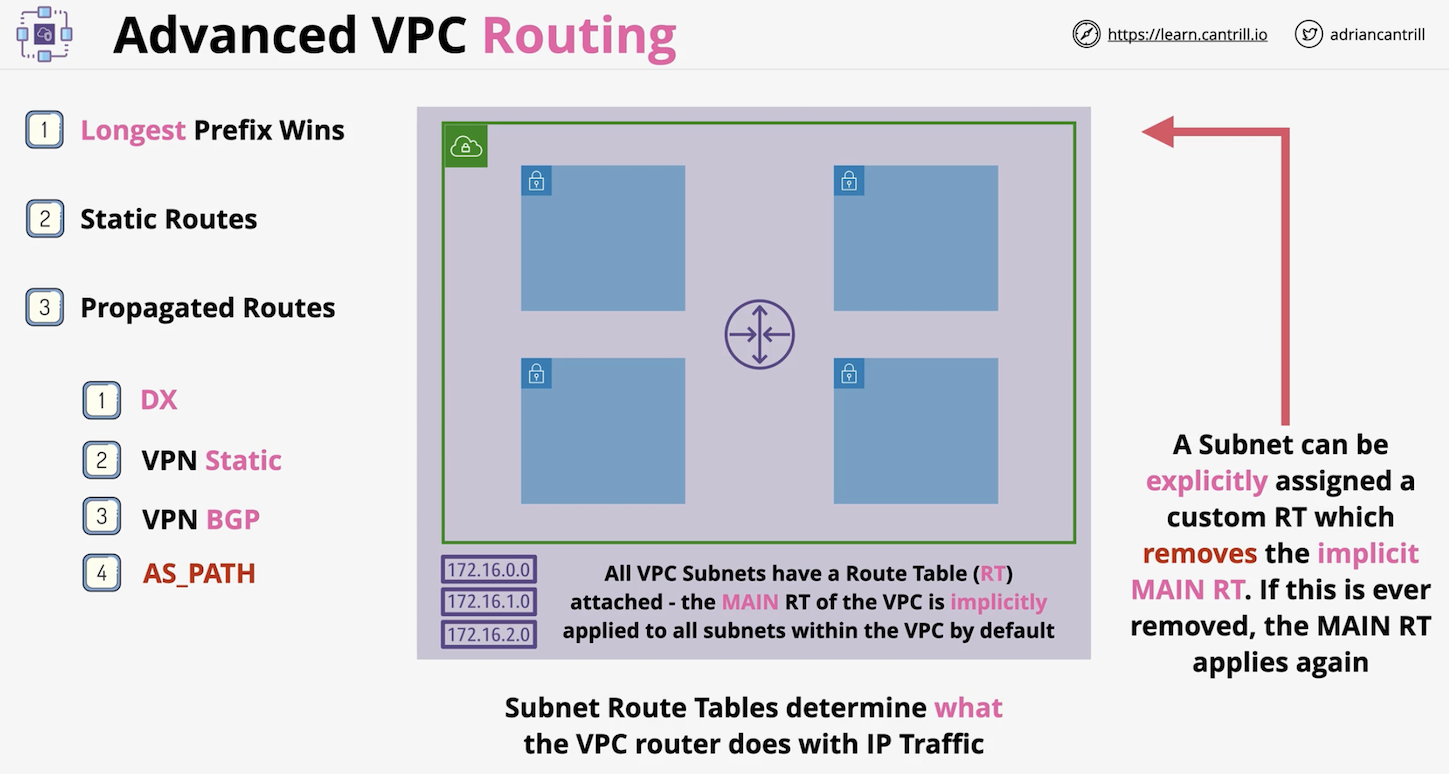 Advanced VPC Routing
https://learn.cantrill.io
adriancantrill
1
Longest Prefix Wins
2
Static Routes
3
Propagated Routes
1
DX
2
VPN Static
3
VPN BGP
4
AS_PATH
172.16.0.0
172.16.1.0
172.16.2.0
All VPC Subnets have a Route Table (RT)
attached - the MAIN RT of the VPC is implicitly
applied to all subnets within the VPC by default
A Subnet can be
explicitly assigned a
custom RT which
removes the implicit
MAIN RT. If this is ever
removed, the MAIN RT
applies again
Subnet Route Tables determine what
the VPC router does with IP Traffic